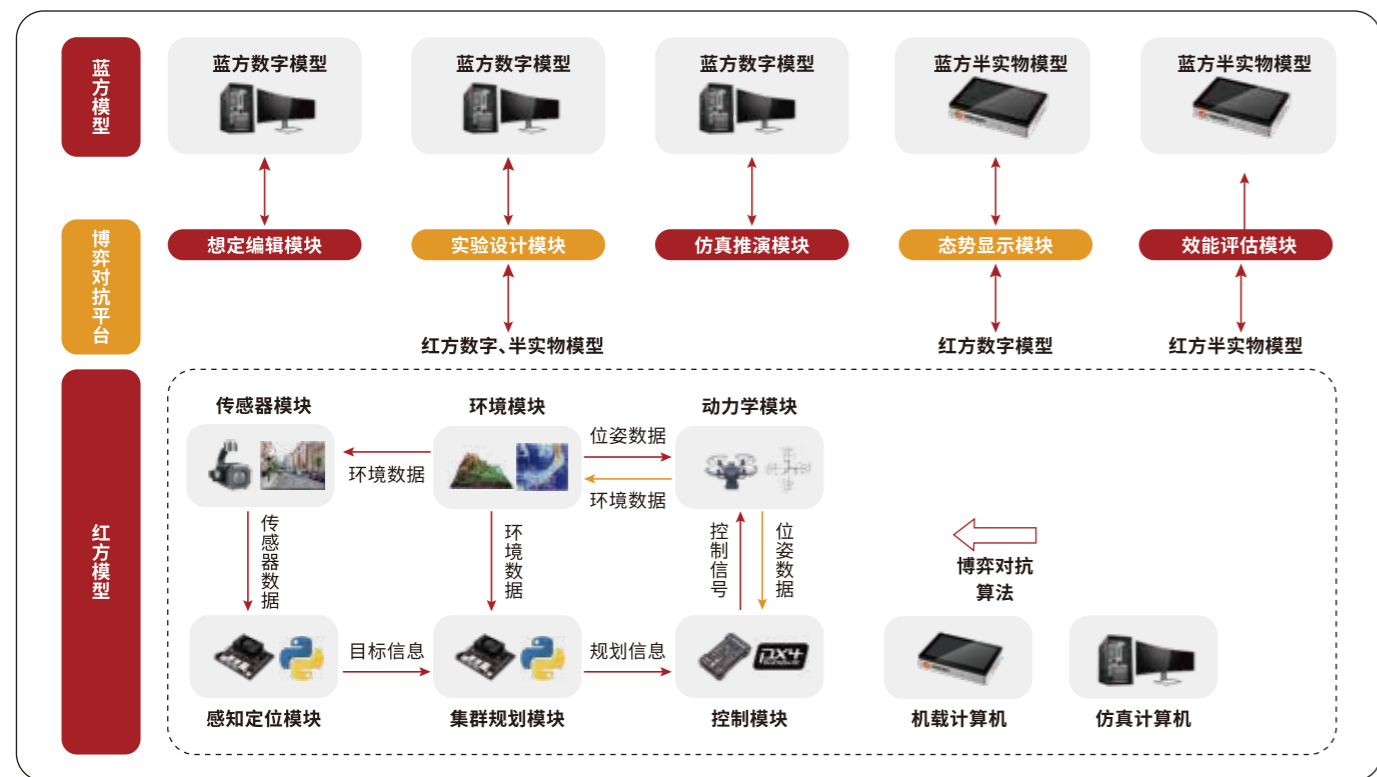 蓝方模型
蓝方数字模型
蓝方数字模型
蓝方数字模型
蓝方半实物模型
蓝方半实物模型
博弈对抗平台
想定编辑模块
实验设计模块
仿真推演模块
态势显示模块
效能评估模块
红方数字、半实物模型
红方数字模型
红方半实物模型
红方模型
传感器模块
环境模块
动力学模块
位姿数据
环境数据
环境数据
传感器数据
环境数据
控制信号
位姿数据
博弈对抗
算法
目标信息
规划信息
PX4
感知定位模块
集群规划模块
控制模块
机载计算机
仿真计算机